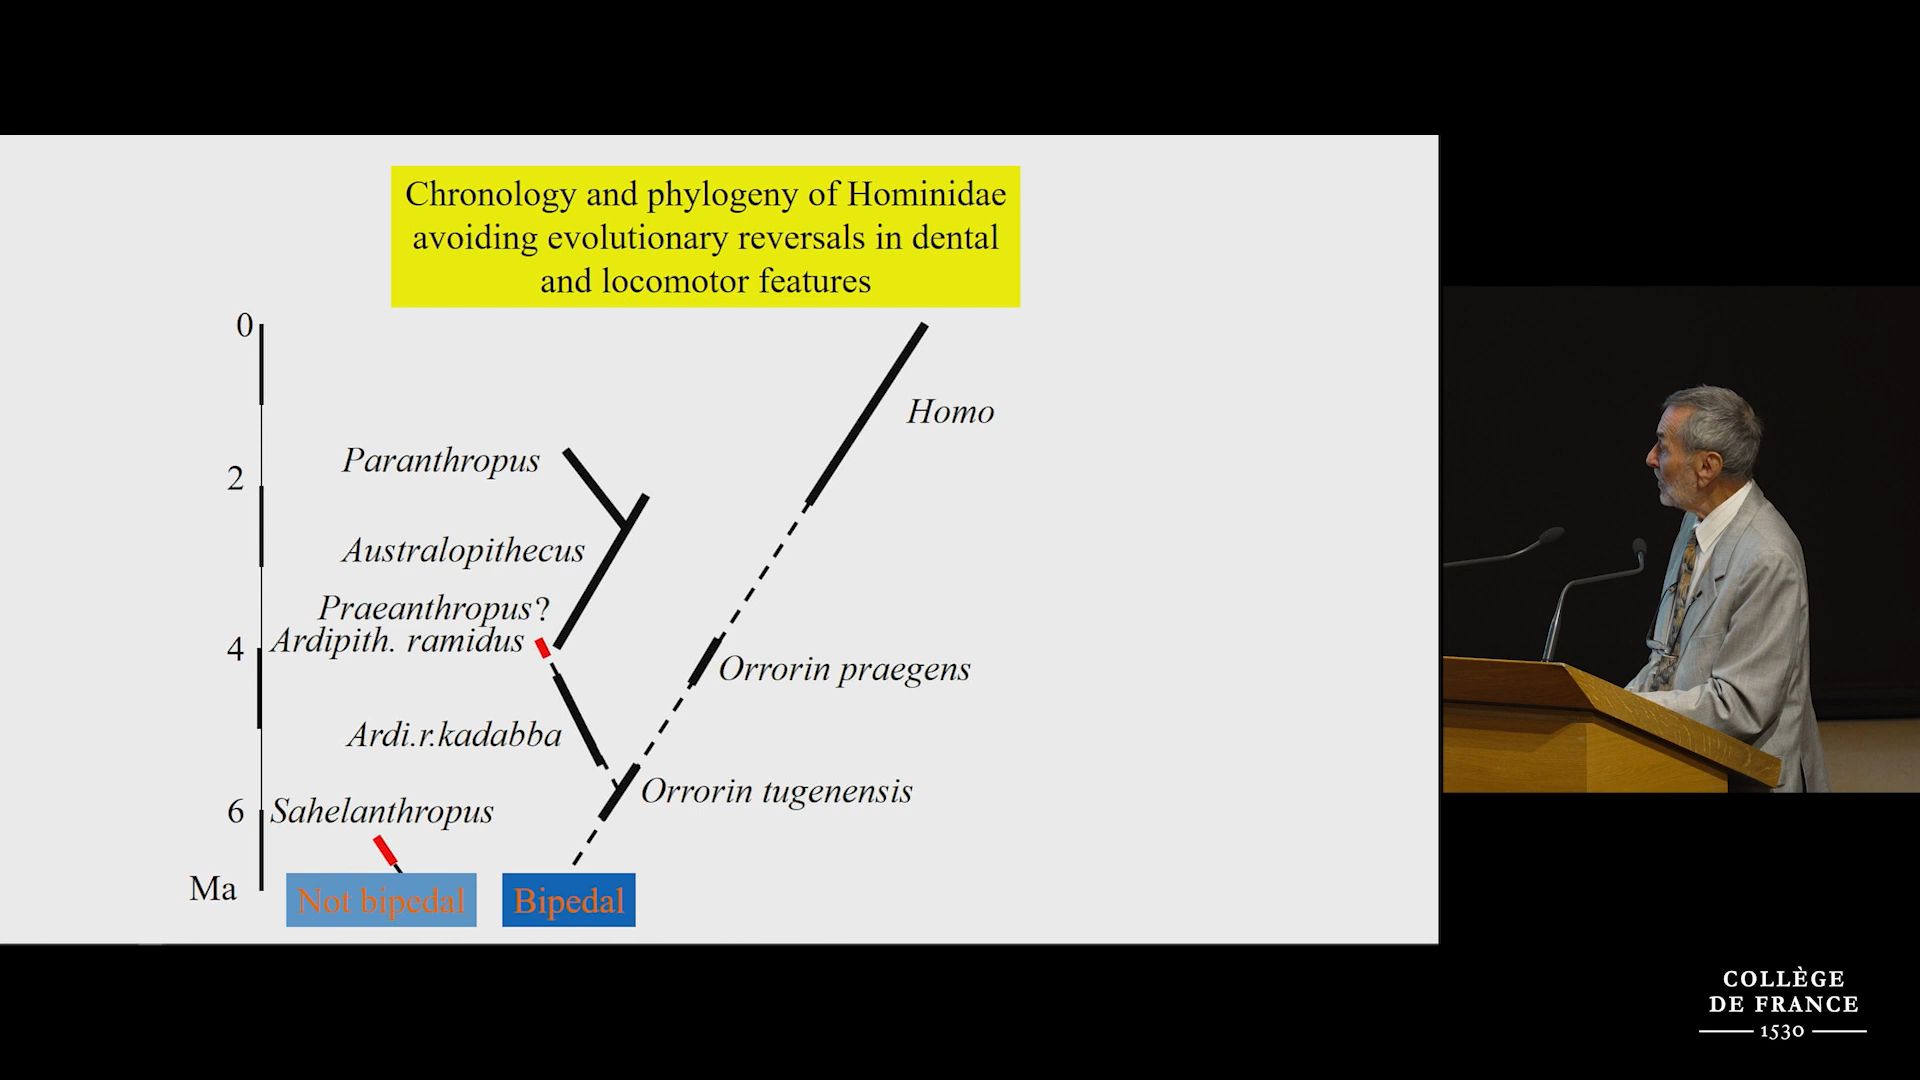 Chronology and phylogeny of Hominidae
avoiding evolutionary reversals in dental
and locomotor features
0
Homo
Paranthropus
2
Australopithecus
Praeanthropus?
4
Ardipith. ramidus
Orrorin praegens
Ardi.r.kadabba
Orrorin tugenensis
6
Sahelanthropus
Ma
Not bipedal
Bipedal
COLLÈGE
DE FRANCE
1530